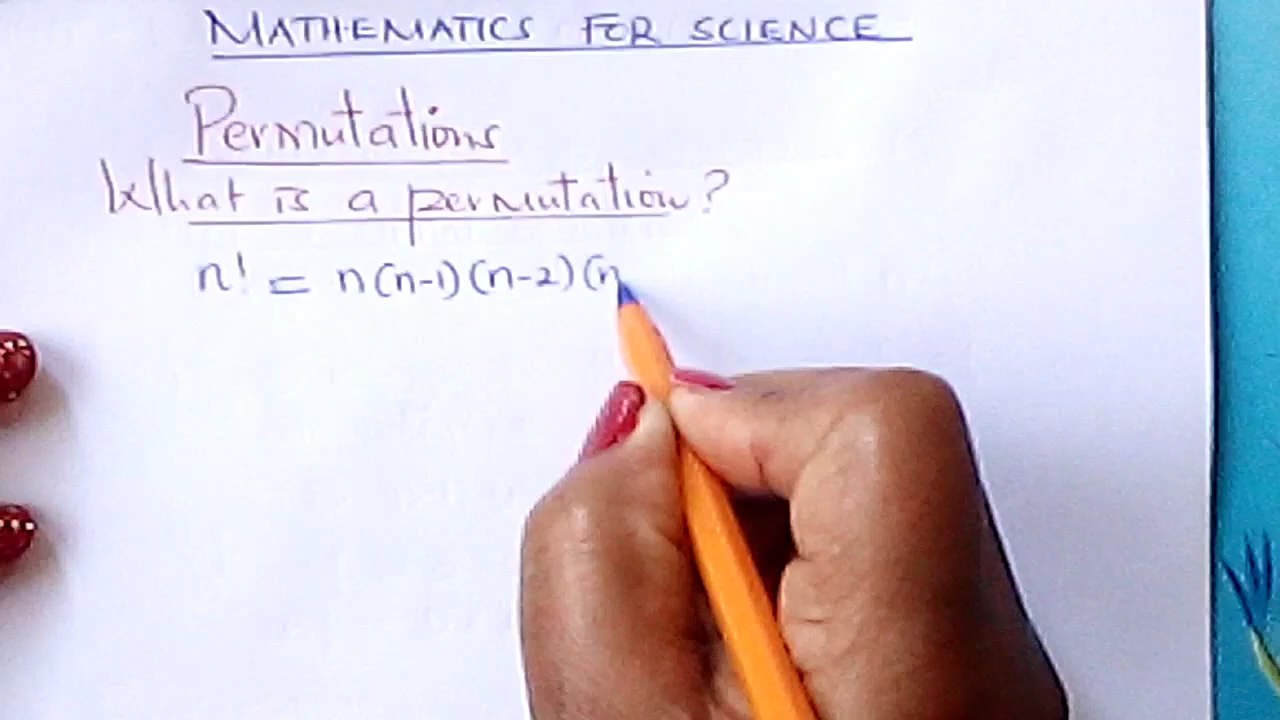 MATHEMATICS FOR SCIENCE
Permutations
What is a permutation?
n! = n(n-1)(n-2)(n